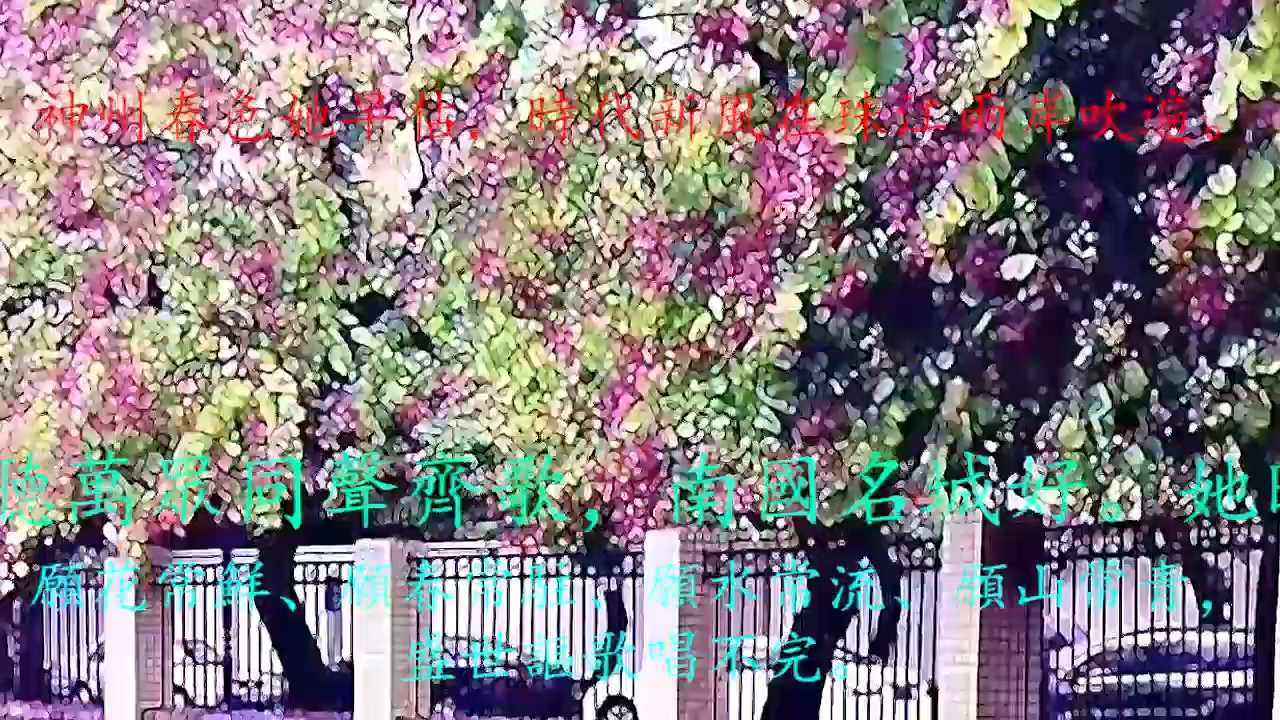 神州春色她早佔，時代新風在珠江兩岸吹遍。
聽萬眾同聲齊歌，南國名城好。她
願花常鮮、願春常駐、願水常流、願山常青，
盛世謳歌唱不完。